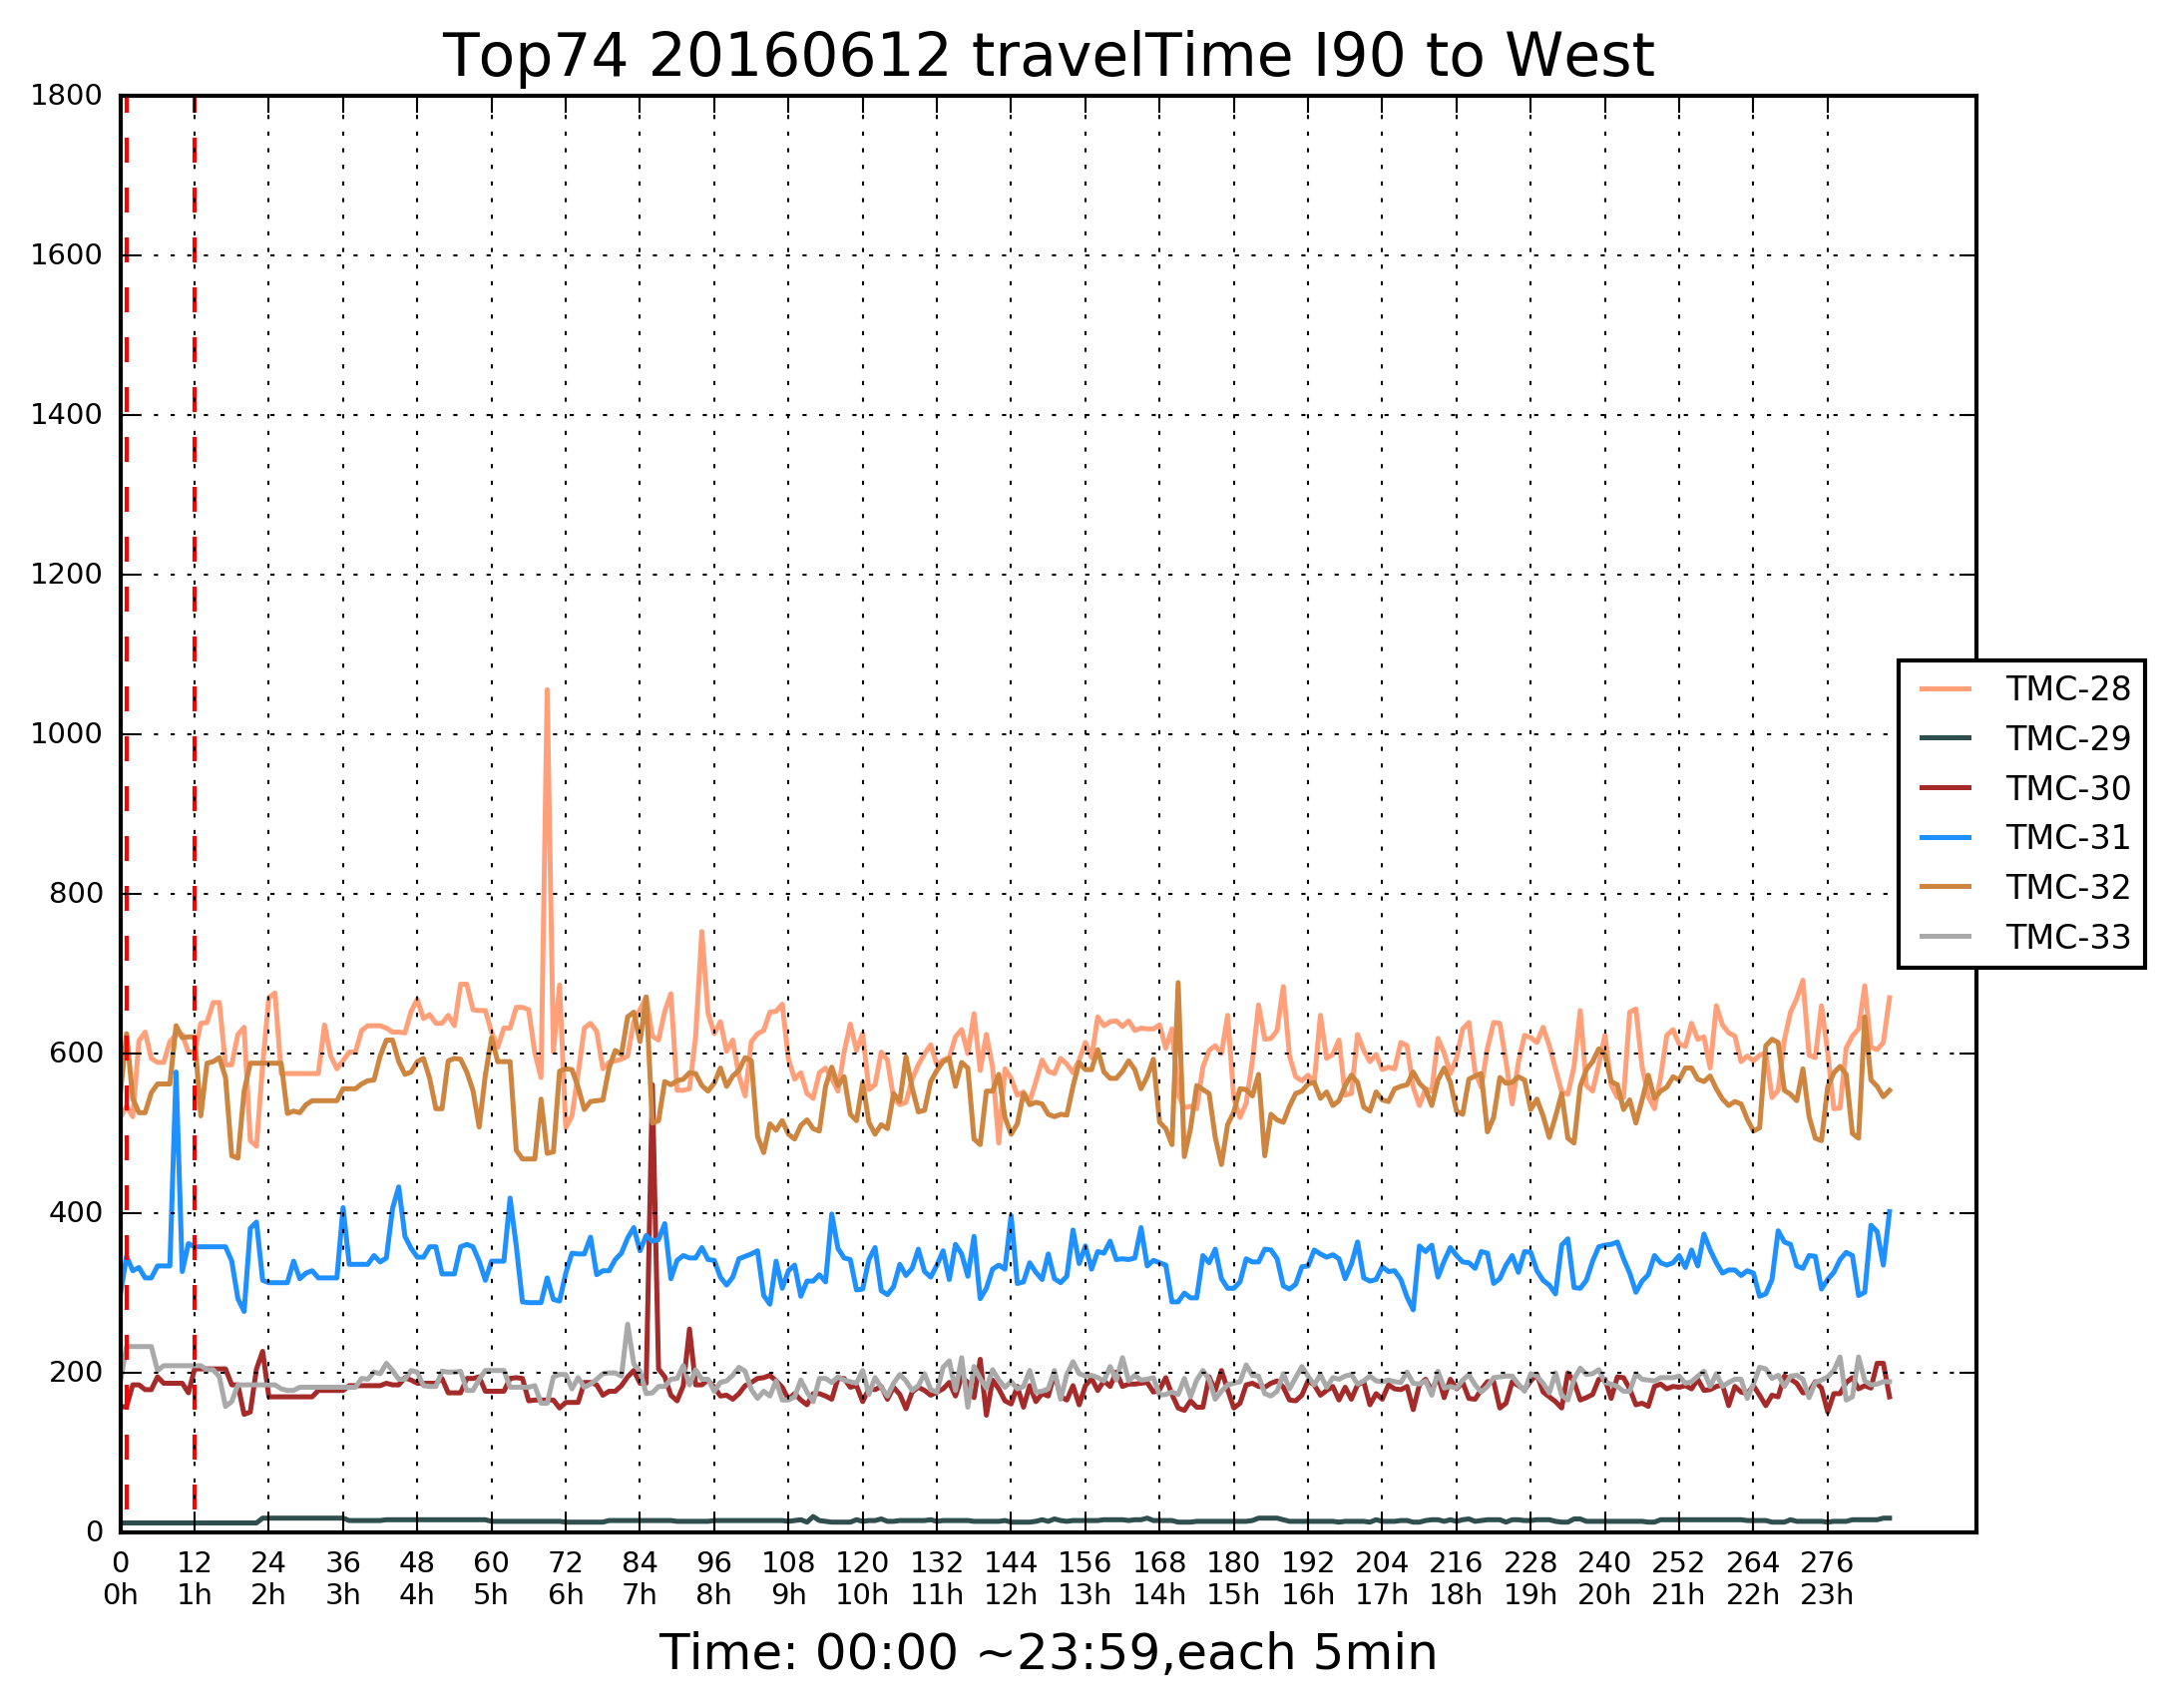 Top74 20160612 travelTime I90 to West
1800
1600
1400
1200
1000
800
600
400
200
0
TMC-28
TMC-29
TMC-30
TMC-31
TMC-32
TMC-33
0 12 24 36 48 60 72 84 96 108 120 132 144 156 168 180 192 204 216 228 240 252 264 276
0h 1h 2h 3h 4h 5h 6h 7h 8h 9h 10h 11h 12h 13h 14h 15h 16h 17h 18h 19h 20h 21h 22h 23h
Time: 00:00 ~23:59,each 5min